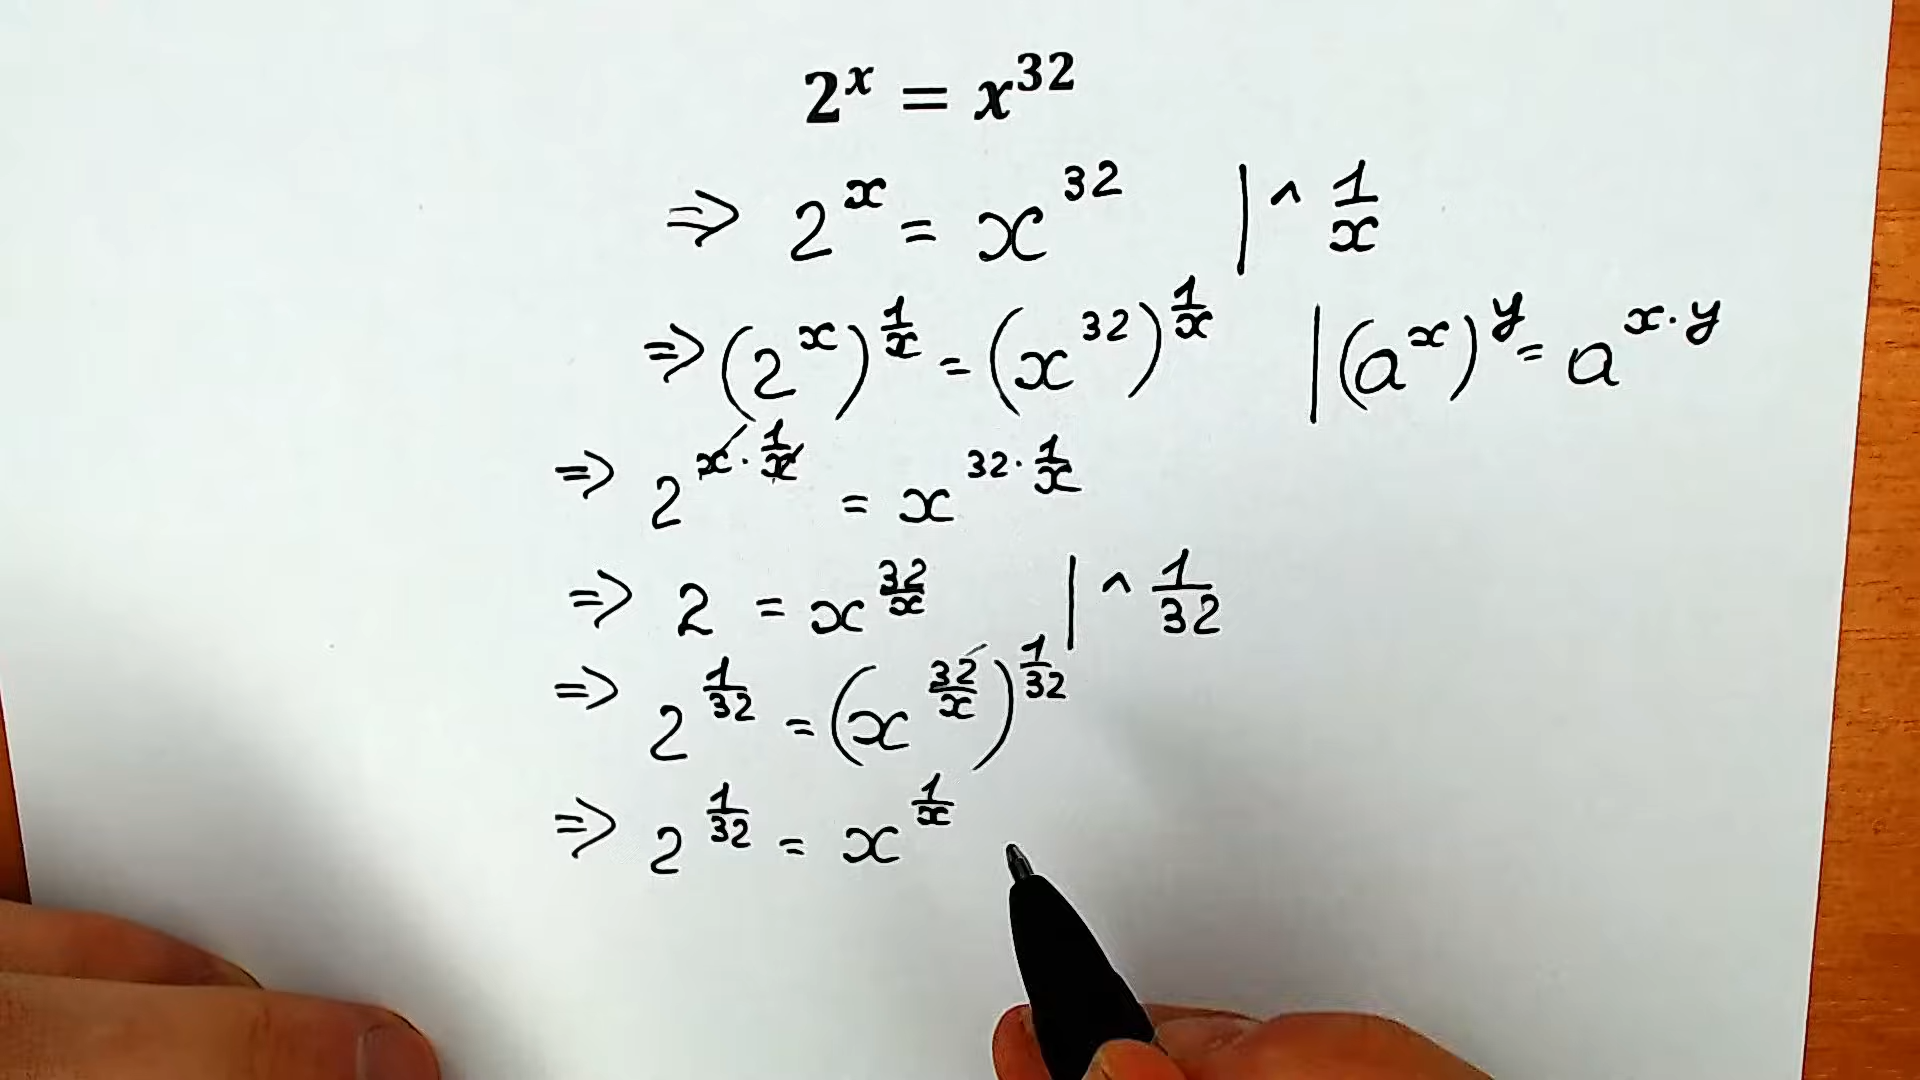 2^x = x^32
⇒ 2^x = x^32 | ^ 1/x
⇒ (2^x)^(1/x) = (x^32)^(1/x) | (a^x)^y = a^(x·y)
⇒ 2^(x·1/x) = x^(32·1/x)
⇒ 2 = x^(32/x) | ^ 1/32
⇒ 2^(1/32) = (x^(32/x))^(1/32)
⇒ 2^(1/32) = x^(1/x)